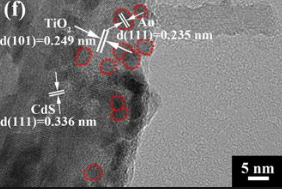 (f)
TiO2 Au
d(101)=0.249 nm d(111)=0.235 nm
CdS
d(111)=0.336 nm
5 nm